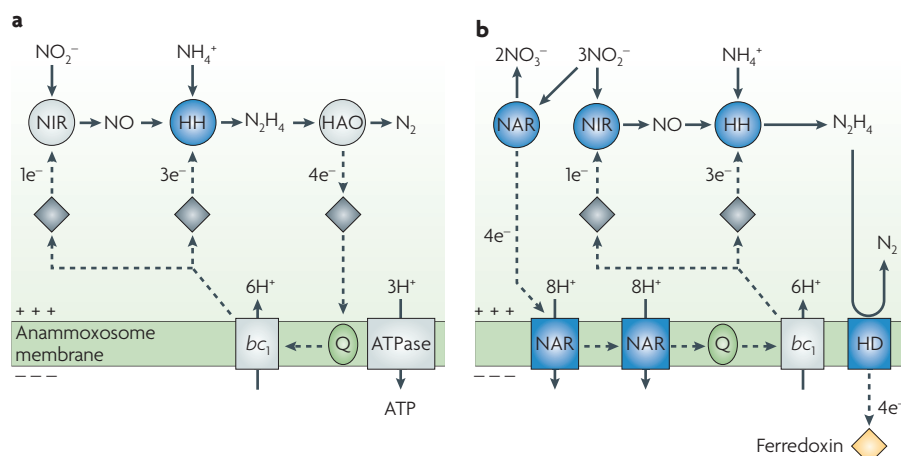 a
NO₂⁻
NH₄⁺
NIR
NO
HH
N₂H₄
HAO
N₂
1e⁻
3e⁻
4e⁻
6H⁺
3H⁺
+ + +
Anammoxosome
membrane
bc₁
Q
ATPase
– – –
ATP
b
2NO₃⁻
3NO₂⁻
NH₄⁺
NAR
NIR
NO
HH
N₂H₄
1e⁻
3e⁻
4e⁻
N₂
8H⁺
8H⁺
6H⁺
+ + +
NAR
NAR
Q
bc₁
HD
– – –
4e⁻
Ferredoxin